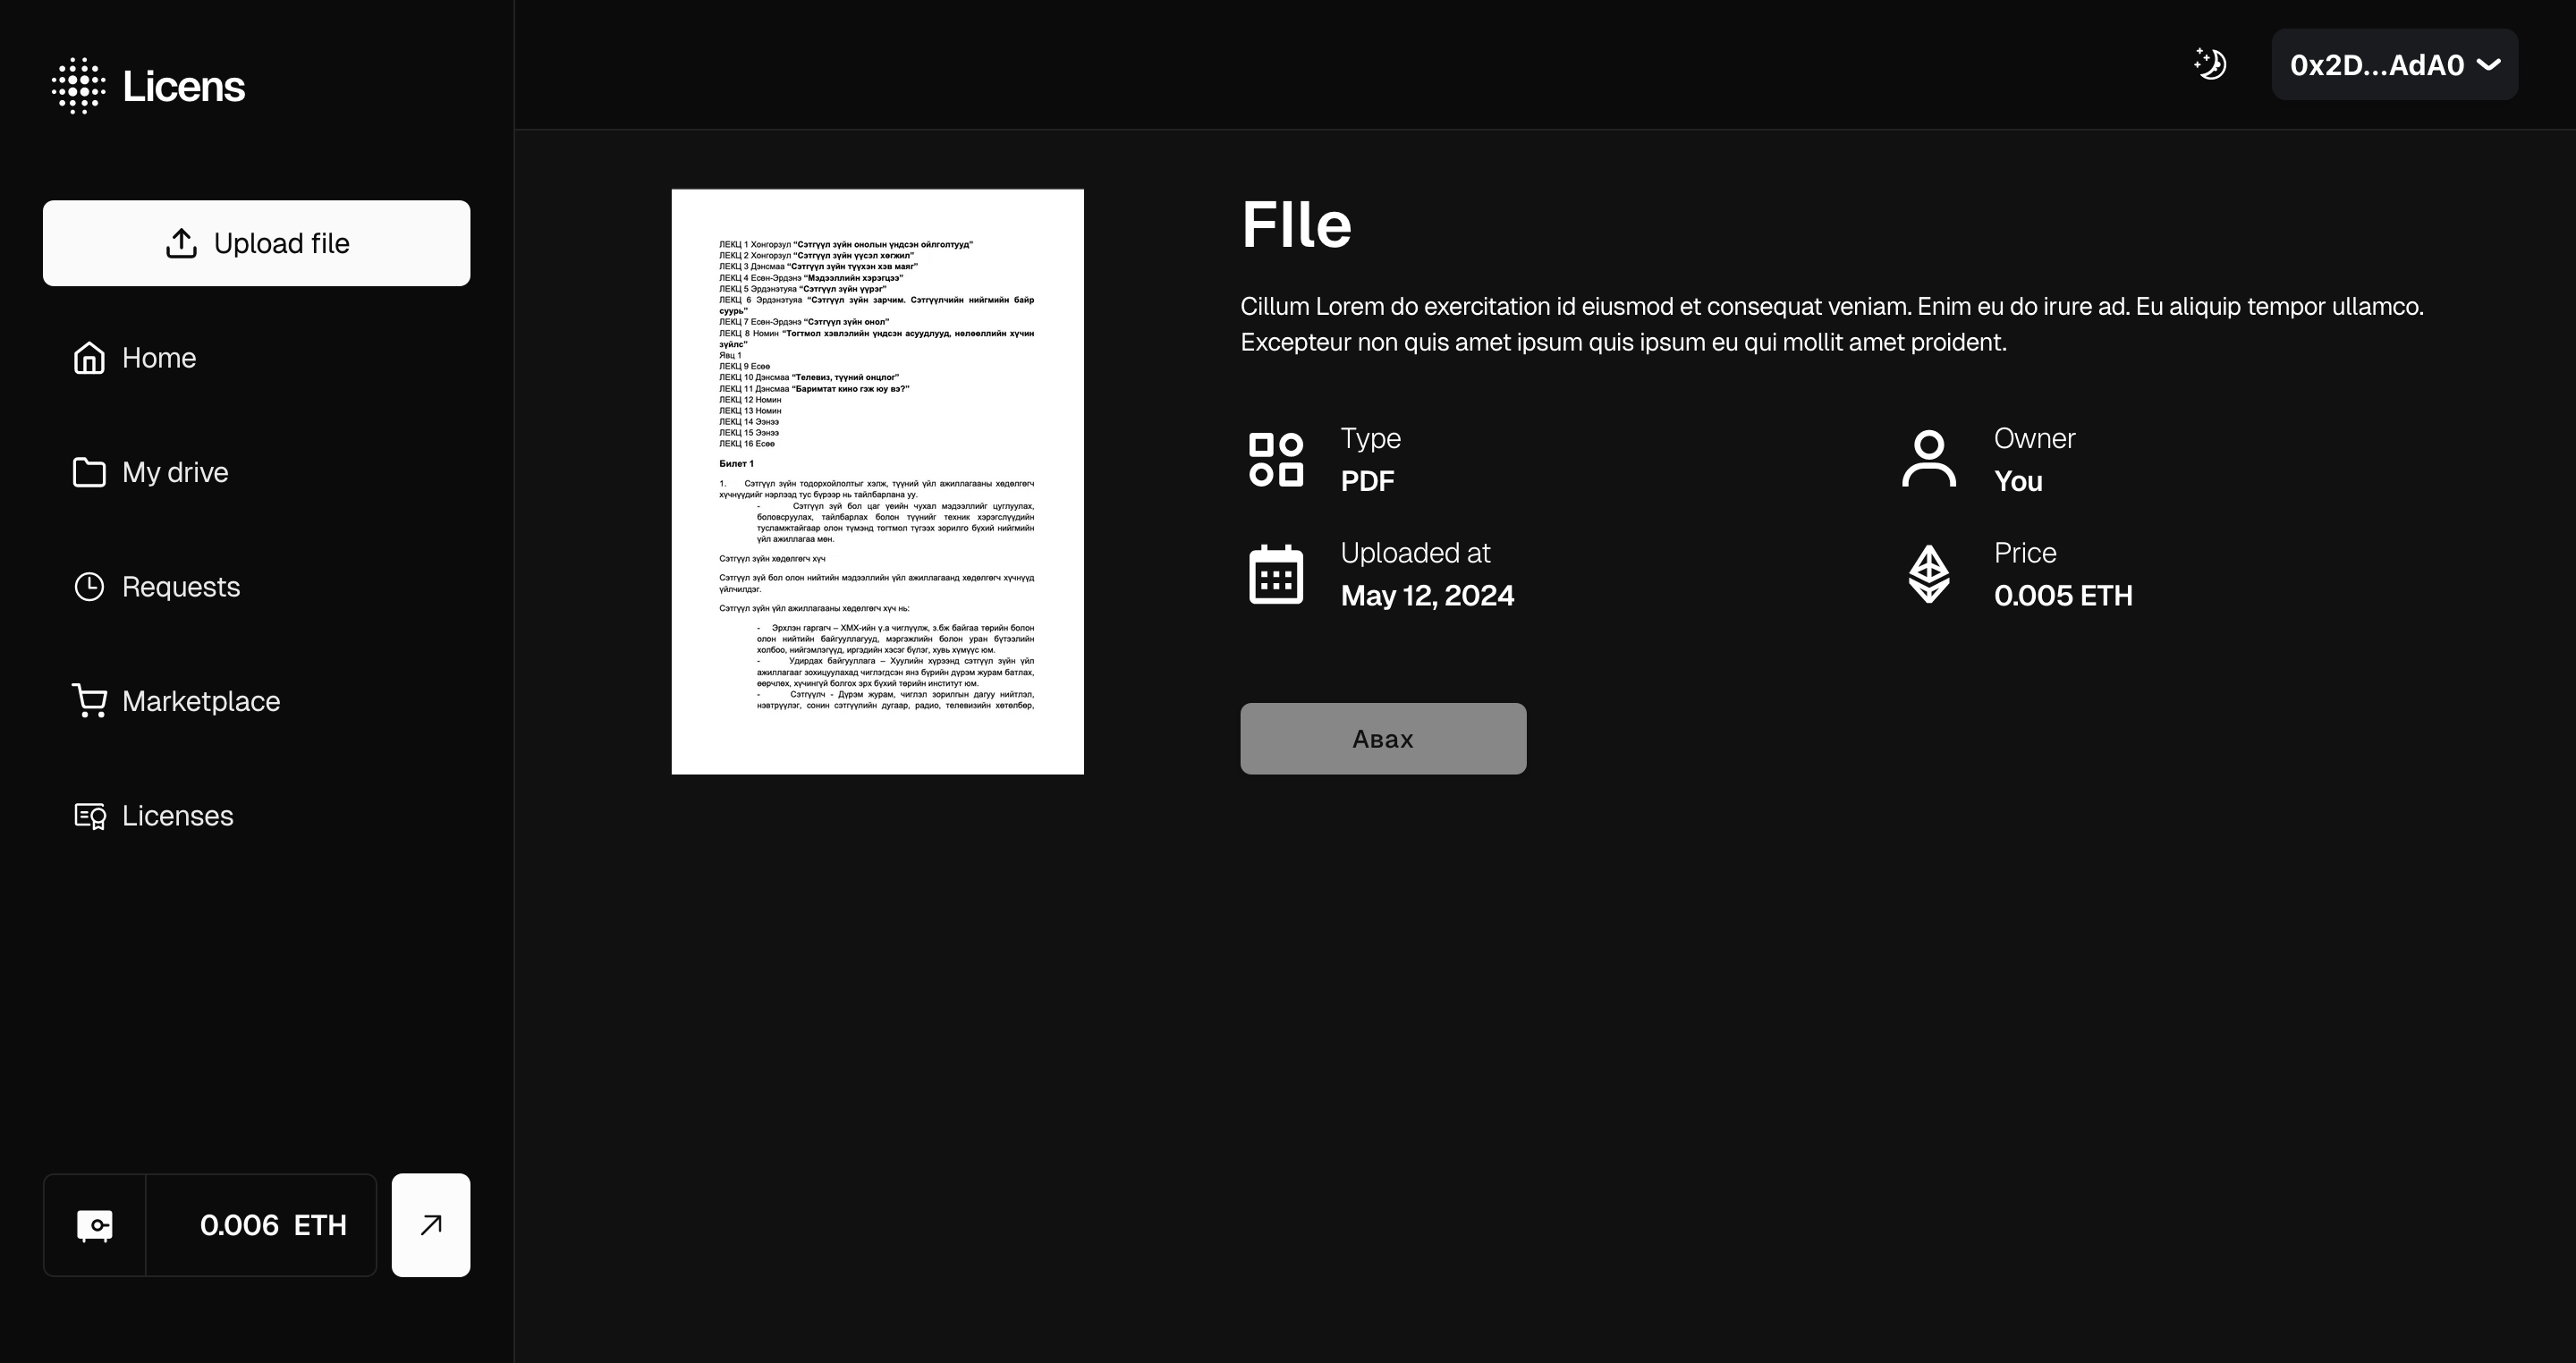 Licens
0x2D...AdA0
Upload file
Home
My drive
Requests
Marketplace
Licenses
0.006 ETH
ЛЕКЦ 1 Хонгорзул “Сэтгүүл зүйн онолын үндсэн ойлголтууд”
ЛЕКЦ 2 Хонгорзул “Сэтгүүл зүйн үүсэл хөгжил”
ЛЕКЦ 3 Дэнсмаа “Сэтгүүл зүйн түүхэн хэв маяг”
ЛЕКЦ 4 Есөн-Эрдэнэ “Мэдээллийн хэрэгцээ”
ЛЕКЦ 5 Эрдэнэтуяа “Сэтгүүл зүйн үүрэг”
ЛЕКЦ 6 Эрдэнэтуяа “Сэтгүүл зүйн зарчим. Сэтгүүлчийн нийгмийн байр
суурь”
ЛЕКЦ 7 Есөн-Эрдэнэ “Сэтгүүл зүйн онол”
ЛЕКЦ 8 Номин “Тогтмол хэвлэлийн үндсэн асуудлууд, нөлөөллийн хүчин
зүйлс”
Явц 1
ЛЕКЦ 9 Есөө
ЛЕКЦ 10 Дэнсмаа “Телевиз, түүний онцлог”
ЛЕКЦ 11 Дэнсмаа “Баримтат кино гэж юу вэ?”
ЛЕКЦ 12 Номин
ЛЕКЦ 13 Номин
ЛЕКЦ 14 Ээнээ
ЛЕКЦ 15 Ээнээ
ЛЕКЦ 16 Есөө
Билет 1
1. Сэтгүүл зүйн тодорхойлолтыг хэлж, түүний үйл ажиллагааны хөдөлгөгч
хүчнүүдийг нэрлээд тус бүрээр нь тайлбарлана уу.
- Сэтгүүл зүй бол цаг үеийн чухал мэдээллийг цуглуулах,
боловсруулах, тайлбарлах болон түүнийг техник хэрэгслүүдийн
тусламжтайгаар олон түмэнд тогтмол түгээх зорилго бүхий нийгмийн
үйл ажиллагаа мөн.
Сэтгүүл зүйн хөдөлгөгч хүч
Сэтгүүл зүй бол олон нийтийн мэдээллийн үйл ажиллагаанд хөдөлгөгч хүчнүүд
үйлчилдэг.
Сэтгүүл зүйн үйл ажиллагааны хөдөлгөгч хүч нь:
- Эрхлэн гаргагч – ХМХ-ийн ү.а чиглүүлж, з.бж байгаа төрийн болон
олон нийтийн байгууллагууд, мэргэжлийн болон уран бүтээлийн
холбоо, нийгэмлэгүүд, иргэдийн хэсэг бүлэг, хувь хүмүүс юм.
- Удирдах байгууллага – Хуулийн хүрээнд сэтгүүл зүйн үйл
ажиллагааг зохицуулахад чиглэгдсэн янз бүрийн дүрэм журам батлах,
өөрчлөх, хүчингүй болгох эрх бүхий төрийн институт юм.
- Сэтгүүлч - Дүрэм журам, чиглэл зорилгын дагуу нийтлэл,
нэвтрүүлэг, сонин сэтгүүлийн дугаар, радио, телевизийн хөтөлбөр,
FIle
Cillum Lorem do exercitation id eiusmod et consequat veniam. Enim eu do irure ad. Eu aliquip tempor ullamco.
Excepteur non quis amet ipsum quis ipsum eu qui mollit amet proident.
Type
PDF
Owner
You
Uploaded at
May 12, 2024
Price
0.005 ETH
Авах